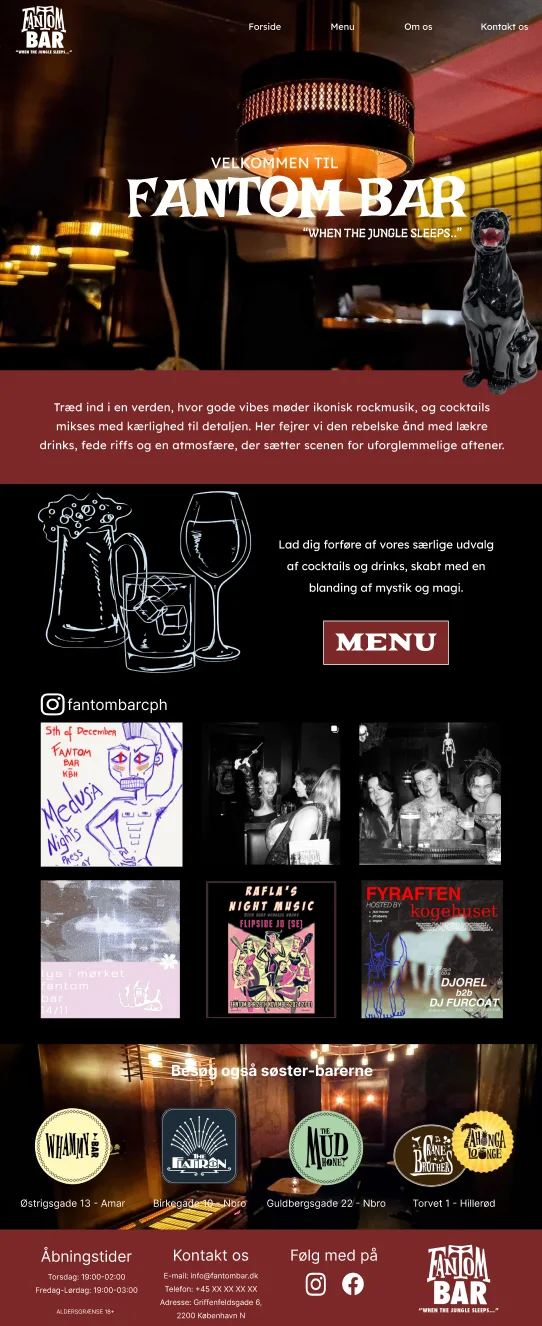 FANTOM
BAR
"WHEN THE JUNGLE SLEEPS..."
Forside
Menu
Om os
Kontakt os
VELKOMMEN TIL
FANTOM BAR
"WHEN THE JUNGLE SLEEPS.."
Træd ind i en verden, hvor gode vibes møder ikonisk rockmusik, og cocktails
mikses med kærlighed til detaljen. Her fejrer vi den rebelske ånd med lækre
drinks, fede riffs og en atmosfære, der sætter scenen for uforglemmelige aftener.
Lad dig forføre af vores særlige udvalg
af cocktails og drinks, skabt med en
blanding af mystik og magi.
MENU
fantombarcph
5th of December
FANTOM
BAR
KBH
Medusa
Nights
PRESS
lys i mørket
fantom
bar
14/11
RAFLA'S
NIGHT MUSIC
FLIPSIDE JD [SE]
FYRAFTEN
HOSTED BY
kogehuset
DJOREL
b2b
DJ FURCOAT
Besøg også søster-barerne
WHAMMY BAR
THE
FLATIRON
THE
MUD
HONEY
CRANE
BROTHERS
ZAHONGA
LOONGE
Østrigsgade 13 - Amar
Birkegade 10 - Nbro
Guldbergsgade 22 - Nbro
Torvet 1 - Hillerød
Åbningstider
Torsdag: 19:00-02:00
Fredag-Lørdag: 19:00-03:00
ALDERSGRÆNSE 18+
Kontakt os
E-mail: info@fantombar.dk
Telefon: +45 XX XX XX XX
Adresse: Griffenfeldsgade 6,
2200 København N
Følg med på
FANTOM
BAR
"WHEN THE JUNGLE SLEEPS..."